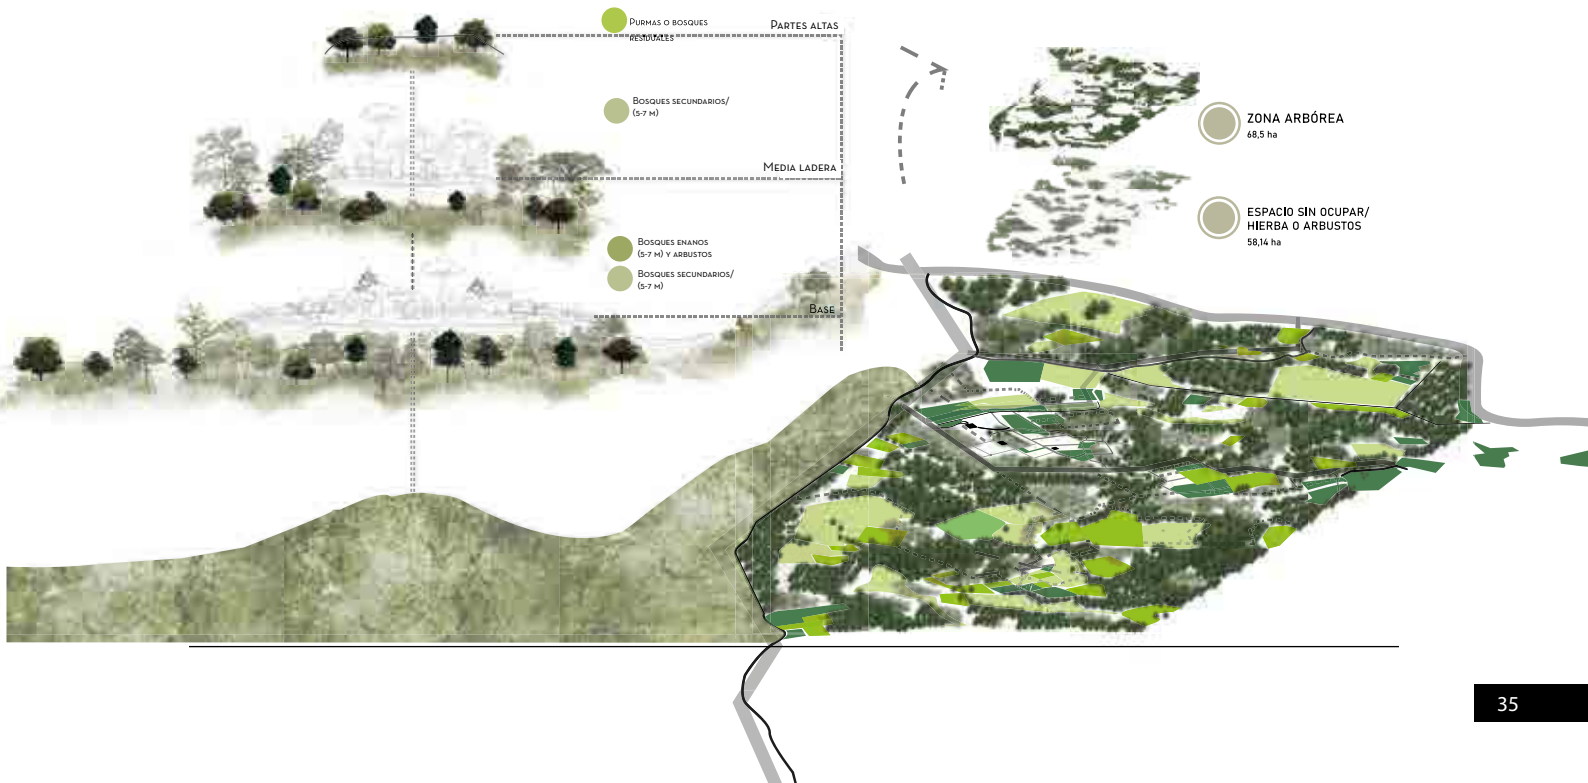 PURMAS O BOSQUES
RESIDUALES
PARTES ALTAS
BOSQUES SECUNDARIOS/
(5-7 M)
MEDIA LADERA
BOSQUES ENANOS
(5-7 M) Y ARBUSTOS
BOSQUES SECUNDARIOS/
(5-7 M)
BASE
ZONA ARBÓREA
68,5 ha
ESPACIO SIN OCUPAR/
HIERBA O ARBUSTOS
58,14 ha
35